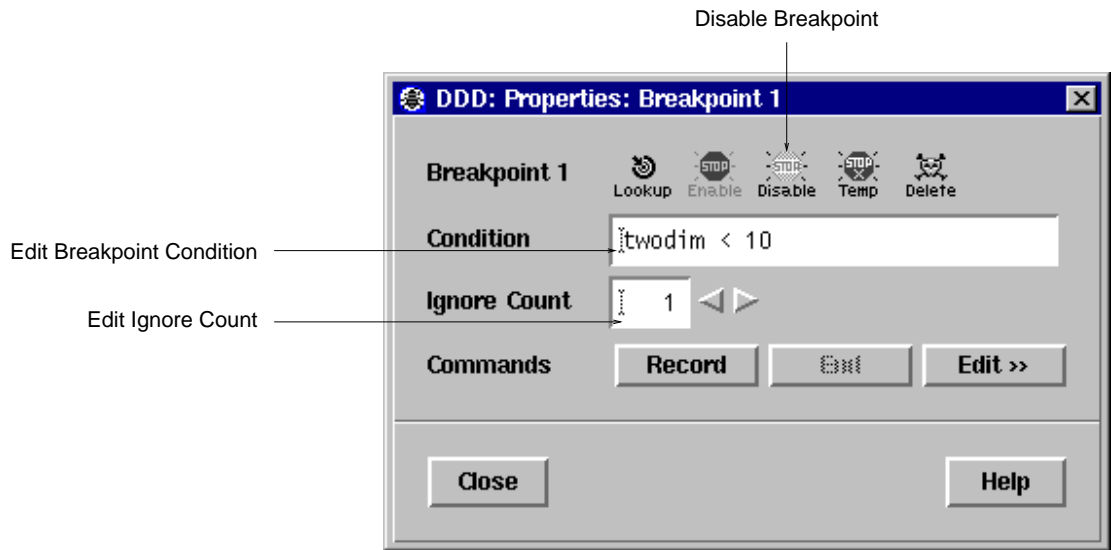 Disable Breakpoint
DDD: Properties: Breakpoint 1
Breakpoint 1
STOP STOP STOP
Lookup Enable Disable Temp Delete
Edit Breakpoint Condition
Condition
twodim < 10
Edit Ignore Count
Ignore Count
1
Commands
Record
End
Edit >>
Close
Help